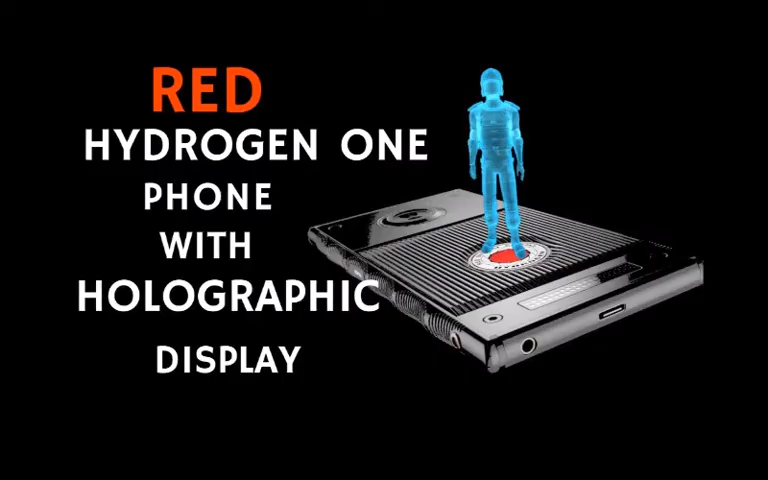 RED
HYDROGEN ONE
PHONE
WITH
HOLOGRAPHIC
DISPLAY